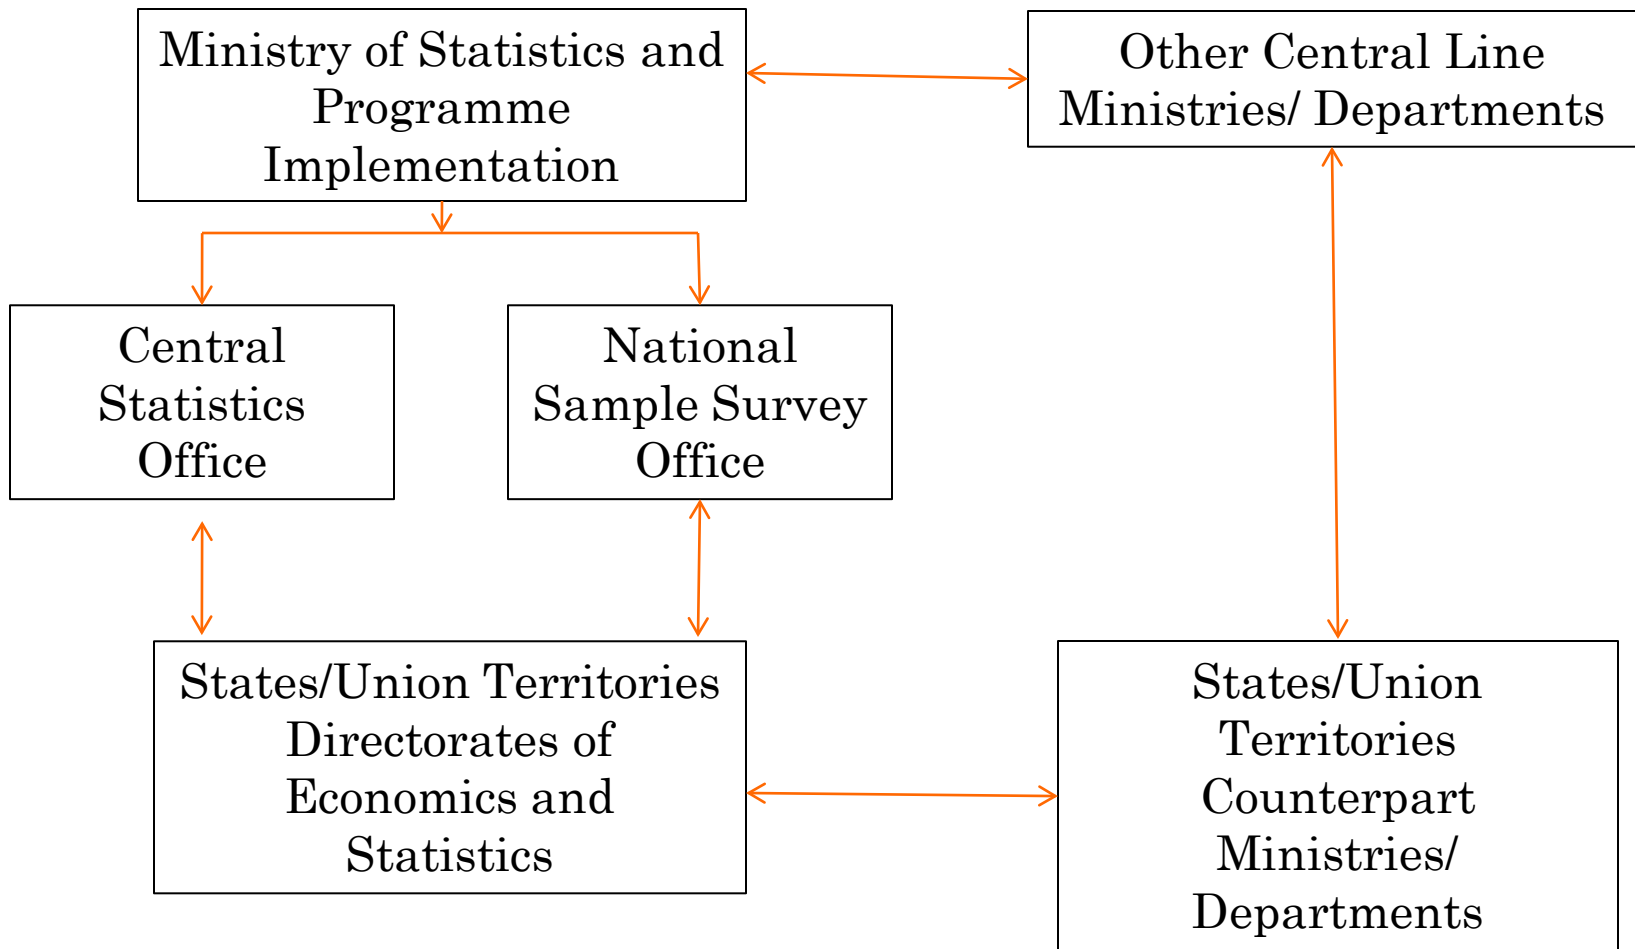 Ministry of Statistics and
Programme
Implementation
Other Central Line
Ministries/ Departments
Central
Statistics
Office
National
Sample Survey
Office
States/Union Territories
Directorates of
Economics and
Statistics
States/Union
Territories
Counterpart
Ministries/
Departments